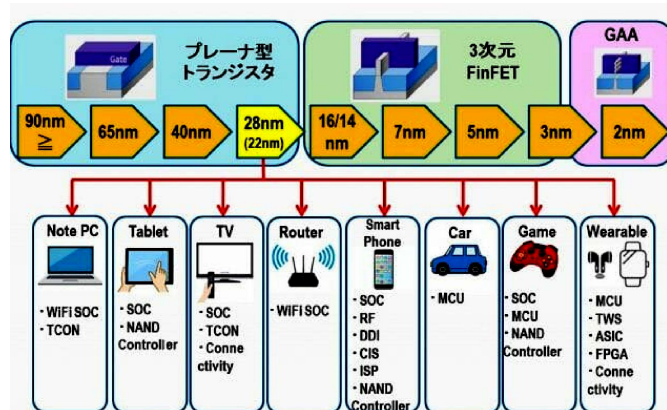 プレーナ型
トランジスタ
Gate
3次元
FinFET
GAA
90nm
≧
65nm
40nm
28nm
(22nm)
16/14
nm
7nm
5nm
3nm
2nm
Note PC
・WiFi SOC
・TCON
Tablet
・SOC
・NAND
Controller
TV
・SOC
・TCON
・Conne
ctivity
Router
・WiFI SOC
Smart
Phone
・SOC
・RF
・DDI
・CIS
・ISP
・NAND
Controller
Car
・MCU
Game
・SOC
・MCU
・NAND
Controller
Wearable
・MCU
・TWS
・ASIC
・FPGA
・Conne
ctivity